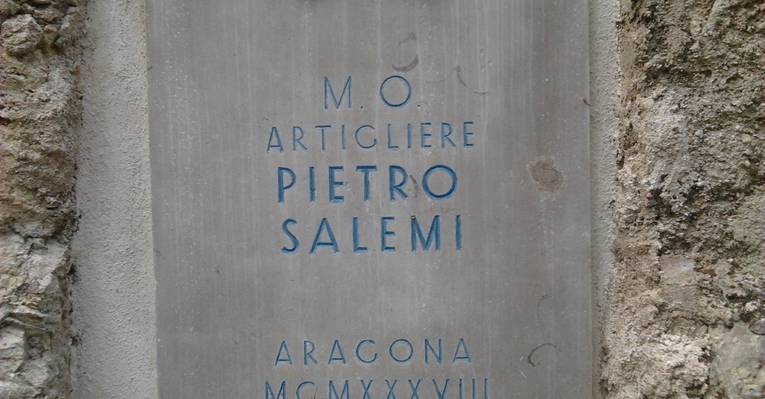 M. O.
ARTIGLIERE
PIETRO
SALEMI
ARAGONA
MCMXXXVIII